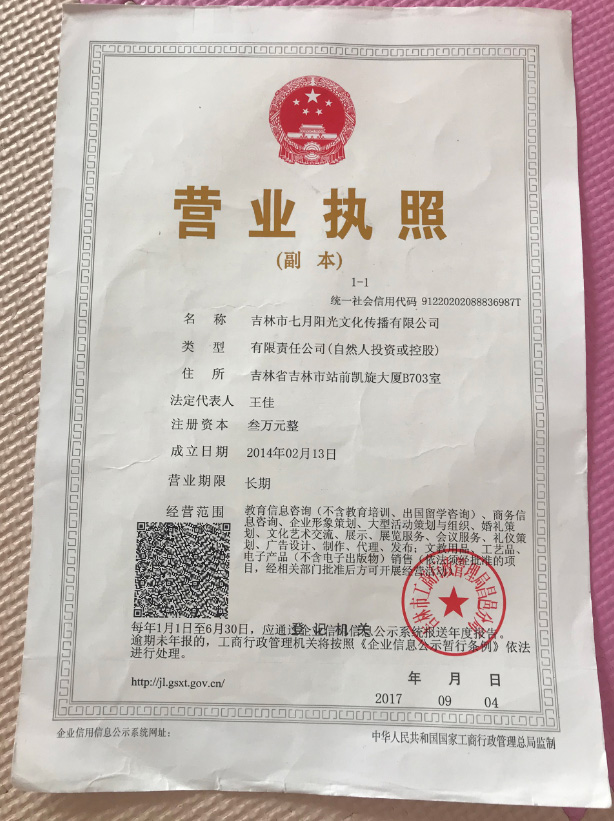 营业执照
(副 本)
1-1
统一社会信用代码 91220202088836987T
名 称 吉林市七月阳光文化传播有限公司
类 型 有限责任公司(自然人投资或控股)
住 所 吉林省吉林市站前凯旋大厦B703室
法定代表人 王佳
注册资本 叁万元整
成立日期 2014年02月13日
营业期限 长期
经营范围 教育信息咨询（不含教育培训、出国留学咨询）、商务信
息咨询、企业形象策划、大型活动策划与组织、婚礼策
划、文化艺术交流、展示、展览服务、会议服务、礼仪策
划、广告设计、制作、代理、发布；文教用品、工艺品、
电子产品（不含电子出版物）销售（依法须经批准的项
目，经相关部门批准后方可开展经营活动）
吉林市工商行政管理局昌邑分局
登记机关
每年1月1日至6月30日，应通过企业信用信息公示系统报送年度报告。
逾期未年报的，工商行政管理机关将按照《企业信息公示暂行条例》依法
进行处理。
http://jl.gsxt.gov.cn/
年 月 日
2017 09 04
企业信用信息公示系统网址：
中华人民共和国国家工商行政管理总局监制